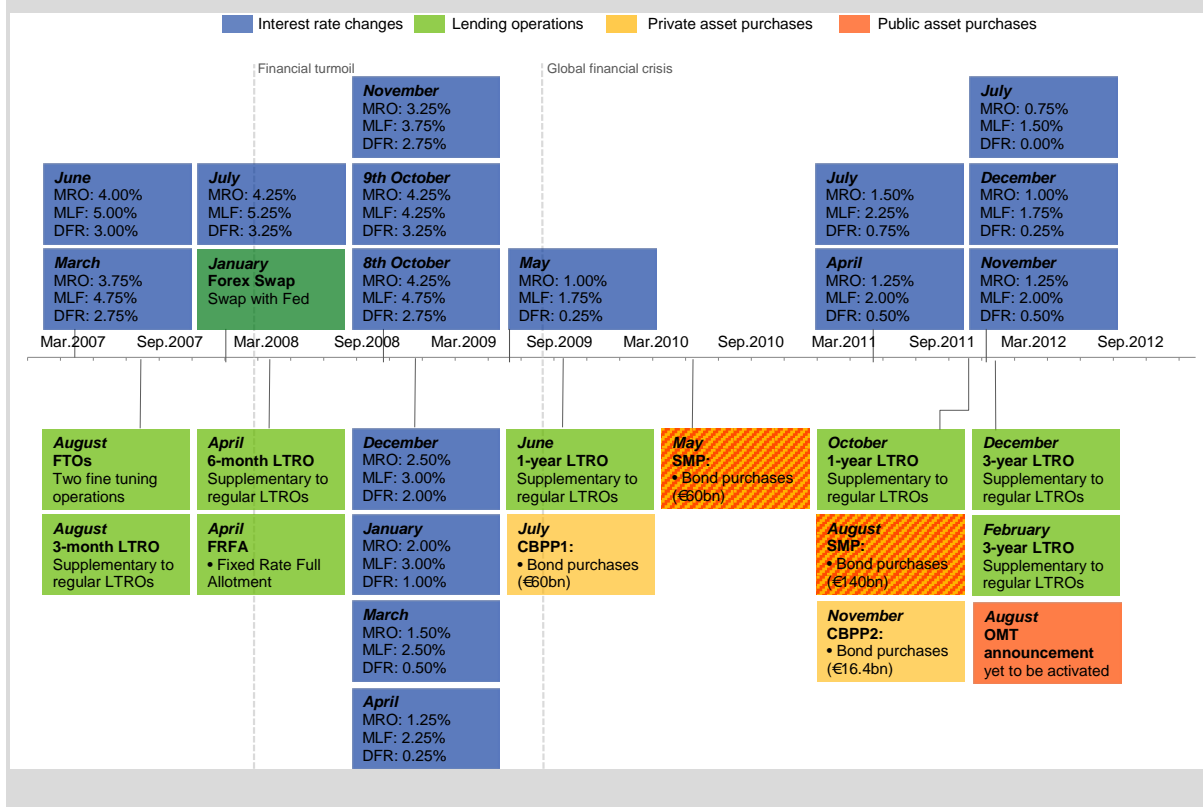 Interest rate changes
Lending operations
Private asset purchases
Public asset purchases
Financial turmoil
Global financial crisis
November
MRO: 3.25%
MLF: 3.75%
DFR: 2.75%
July
MRO: 0.75%
MLF: 1.50%
DFR: 0.00%
June
MRO: 4.00%
MLF: 5.00%
DFR: 3.00%
July
MRO: 4.25%
MLF: 5.25%
DFR: 3.25%
9th October
MRO: 4.25%
MLF: 4.25%
DFR: 3.25%
July
MRO: 1.50%
MLF: 2.25%
DFR: 0.75%
December
MRO: 1.00%
MLF: 1.75%
DFR: 0.25%
March
MRO: 3.75%
MLF: 4.75%
DFR: 2.75%
January
Forex Swap
Swap with Fed
8th October
MRO: 4.25%
MLF: 4.75%
DFR: 2.75%
May
MRO: 1.00%
MLF: 1.75%
DFR: 0.25%
April
MRO: 1.25%
MLF: 2.00%
DFR: 0.50%
November
MRO: 1.25%
MLF: 2.00%
DFR: 0.50%
Mar.2007
Sep.2007
Mar.2008
Sep.2008
Mar.2009
Sep.2009
Mar.2010
Sep.2010
Mar.2011
Sep.2011
Mar.2012
Sep.2012
August
FTOs
Two fine tuning
operations
April
6-month LTRO
Supplementary to
regular LTROs
December
MRO: 2.50%
MLF: 3.00%
DFR: 2.00%
June
1-year LTRO
Supplementary to
regular LTROs
May
SMP:
• Bond purchases
(€60bn)
October
1-year LTRO
Supplementary to
regular LTROs
December
3-year LTRO
Supplementary to
regular LTROs
August
3-month LTRO
Supplementary to
regular LTROs
April
FRFA
• Fixed Rate Full
Allotment
January
MRO: 2.00%
MLF: 3.00%
DFR: 1.00%
July
CBPP1:
• Bond purchases
(€60bn)
August
SMP:
• Bond purchases
(€140bn)
February
3-year LTRO
Supplementary to
regular LTROs
March
MRO: 1.50%
MLF: 2.50%
DFR: 0.50%
November
CBPP2:
• Bond purchases
(€16.4bn)
August
OMT
announcement
yet to be activated
April
MRO: 1.25%
MLF: 2.25%
DFR: 0.25%